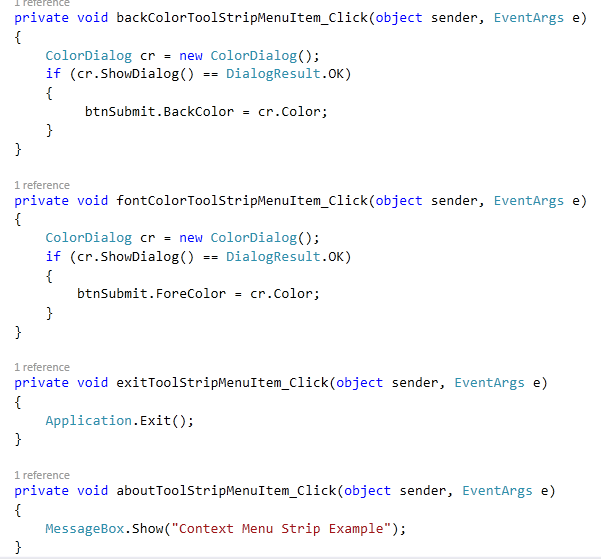 1 reference
private void backColorToolStripMenuItem_Click(object sender, EventArgs e)
{
ColorDialog cr = new ColorDialog();
if (cr.ShowDialog() == DialogResult.OK)
{
btnSubmit.BackColor = cr.Color;
}
}
1 reference
private void fontColorToolStripMenuItem_Click(object sender, EventArgs e)
{
ColorDialog cr = new ColorDialog();
if (cr.ShowDialog() == DialogResult.OK)
{
btnSubmit.ForeColor = cr.Color;
}
}
1 reference
private void exitToolStripMenuItem_Click(object sender, EventArgs e)
{
Application.Exit();
}
1 reference
private void aboutToolStripMenuItem_Click(object sender, EventArgs e)
{
MessageBox.Show("Context Menu Strip Example");
}